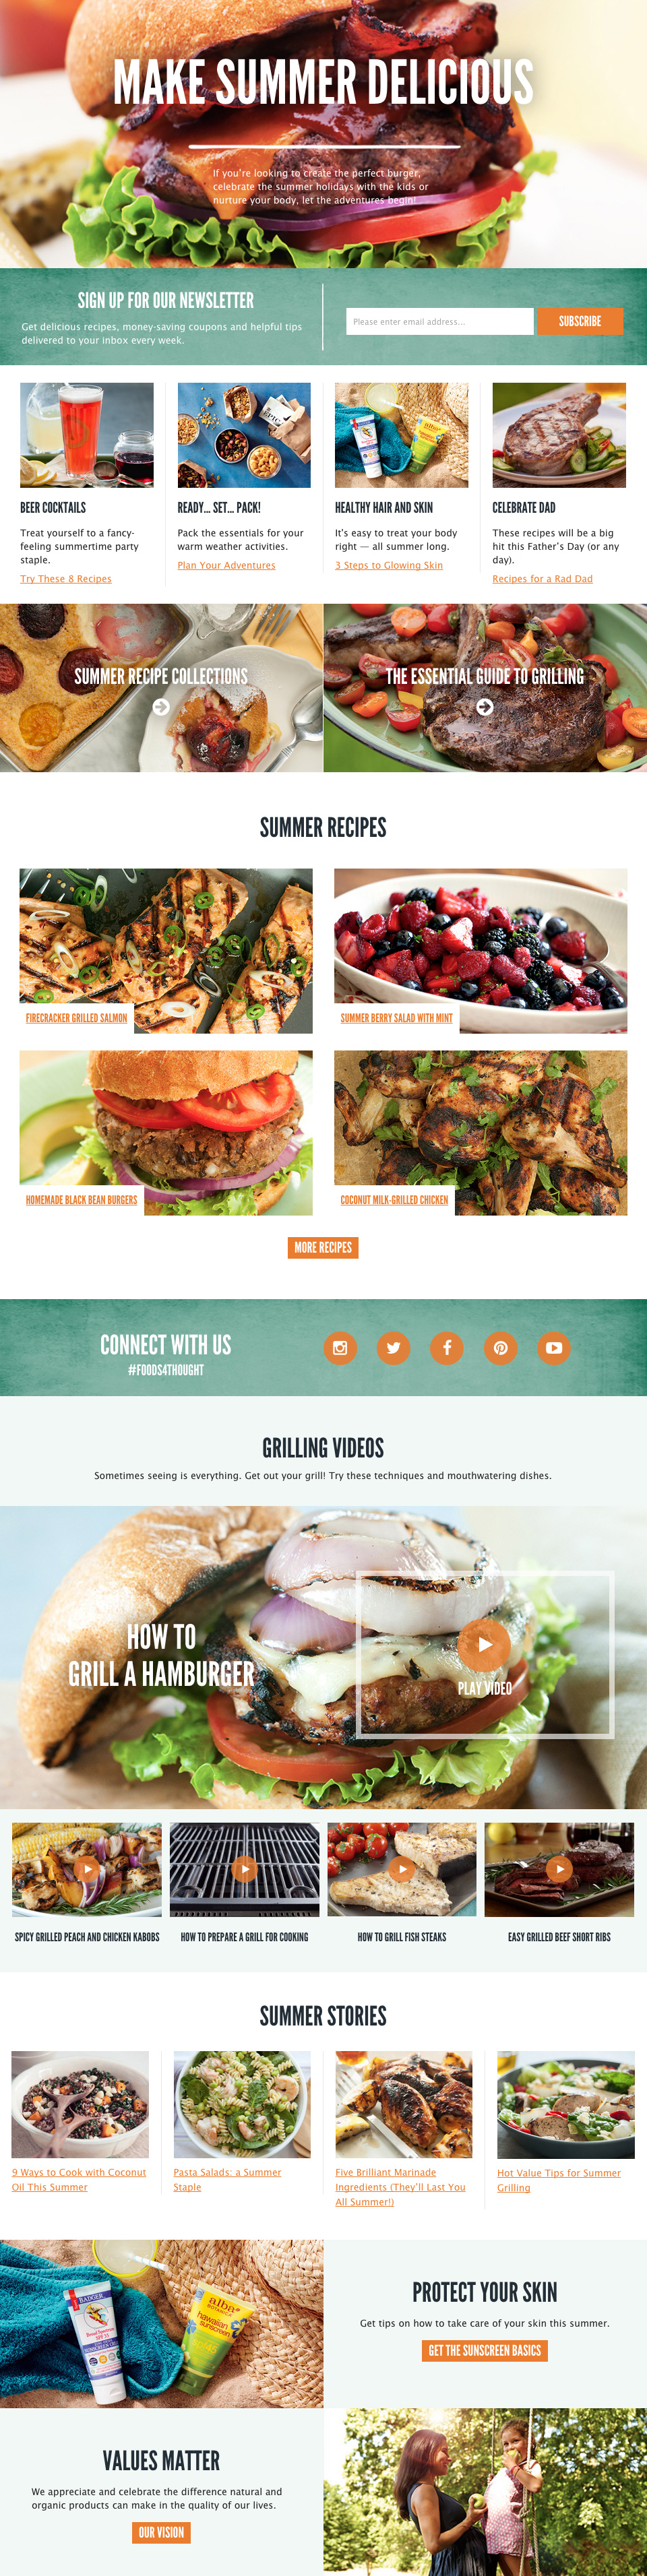 MAKE SUMMER DELICIOUS
If you're looking to create the perfect burger,
celebrate the summer holidays with the kids or
nurture your body, let the adventures begin!
SIGN UP FOR OUR NEWSLETTER
Get delicious recipes, money-saving coupons and helpful tips
delivered to your inbox every week.
Please enter email address...
SUBSCRIBE
EPIC
BEER COCKTAILS
Treat yourself to a fancy-
feeling summertime party
staple.
Try These 8 Recipes
READY... SET... PACK!
Pack the essentials for your
warm weather activities.
Plan Your Adventures
HEALTHY HAIR AND SKIN
It's easy to treat your body
right — all summer long.
3 Steps to Glowing Skin
CELEBRATE DAD
These recipes will be a big
hit this Father's Day (or any
day).
Recipes for a Rad Dad
SUMMER RECIPE COLLECTIONS
THE ESSENTIAL GUIDE TO GRILLING
SUMMER RECIPES
FIRECRACKER GRILLED SALMON
SUMMER BERRY SALAD WITH MINT
HOMEMADE BLACK BEAN BURGERS
COCONUT MILK-GRILLED CHICKEN
MORE RECIPES
CONNECT WITH US
#FOODS4THOUGHT
GRILLING VIDEOS
Sometimes seeing is everything. Get out your grill! Try these techniques and mouthwatering dishes.
HOW TO
GRILL A HAMBURGER
PLAY VIDEO
SPICY GRILLED PEACH AND CHICKEN KABOBS
HOW TO PREPARE A GRILL FOR COOKING
HOW TO GRILL FISH STEAKS
EASY GRILLED BEEF SHORT RIBS
SUMMER STORIES
9 Ways to Cook with Coconut
Oil This Summer
Pasta Salads: a Summer
Staple
Five Brilliant Marinade
Ingredients (They'll Last You
All Summer!)
Hot Value Tips for Summer
Grilling
BADGER
alba
BOTANICA
hawaiian
sunscreen
PROTECT YOUR SKIN
Get tips on how to take care of your skin this summer.
GET THE SUNSCREEN BASICS
VALUES MATTER
We appreciate and celebrate the difference natural and
organic products can make in the quality of our lives.
OUR VISION